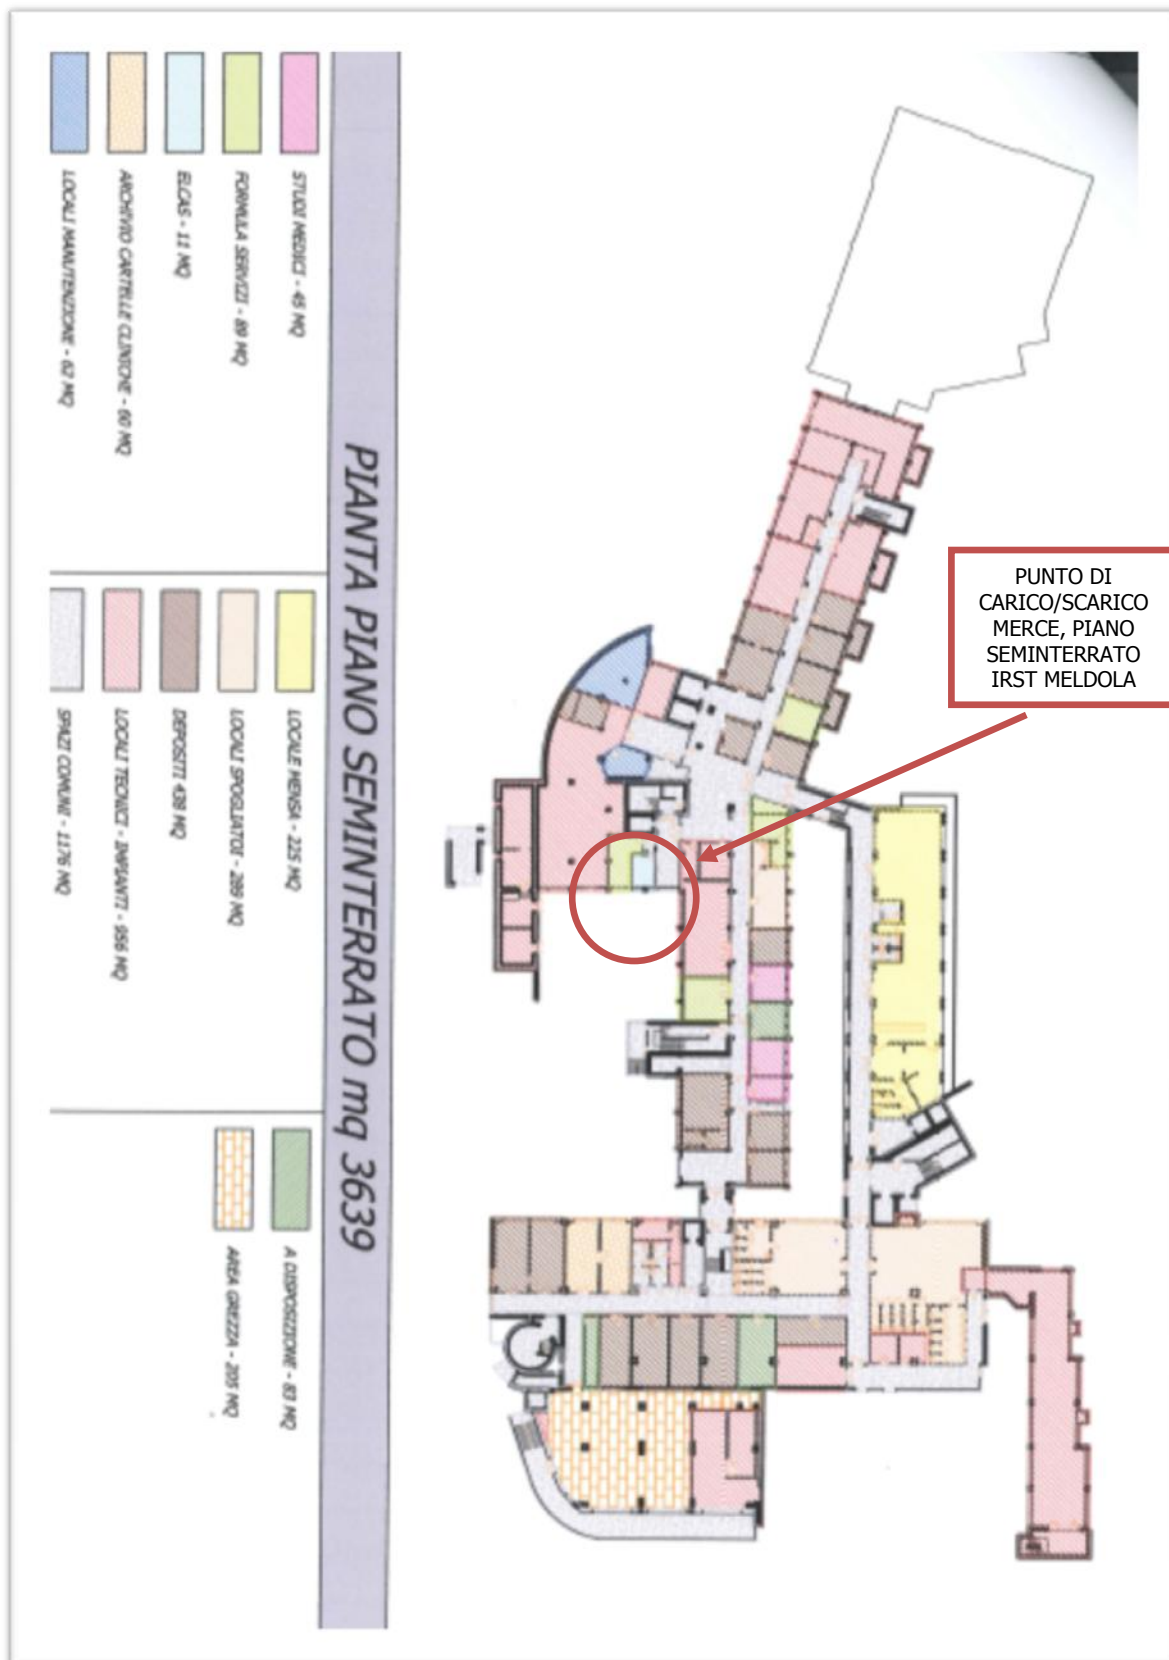 PIANTA PIANO SEMINTERRATO mq 3639
STUDI MEDICI - 45 MQ
FORMULA SERVIZI - 89 MQ
ELCAS - 11 MQ
ARCHIVIO CARTELLE CLINICHE - 60 MQ
LOCALI MANUTENZIONE - 62 MQ
LOCALE MENSA - 225 MQ
LOCALI SPOGLIATOI - 289 MQ
DEPOSITI 438 MQ
LOCALI TECNICI - IMPIANTI - 956 MQ
SPAZI COMUNI - 1176 MQ
A DISPOSIZIONE - 83 MQ
AREA GREZZA - 205 MQ
PUNTO DI
CARICO/SCARICO
MERCE, PIANO
SEMINTERRATO
IRST MELDOLA